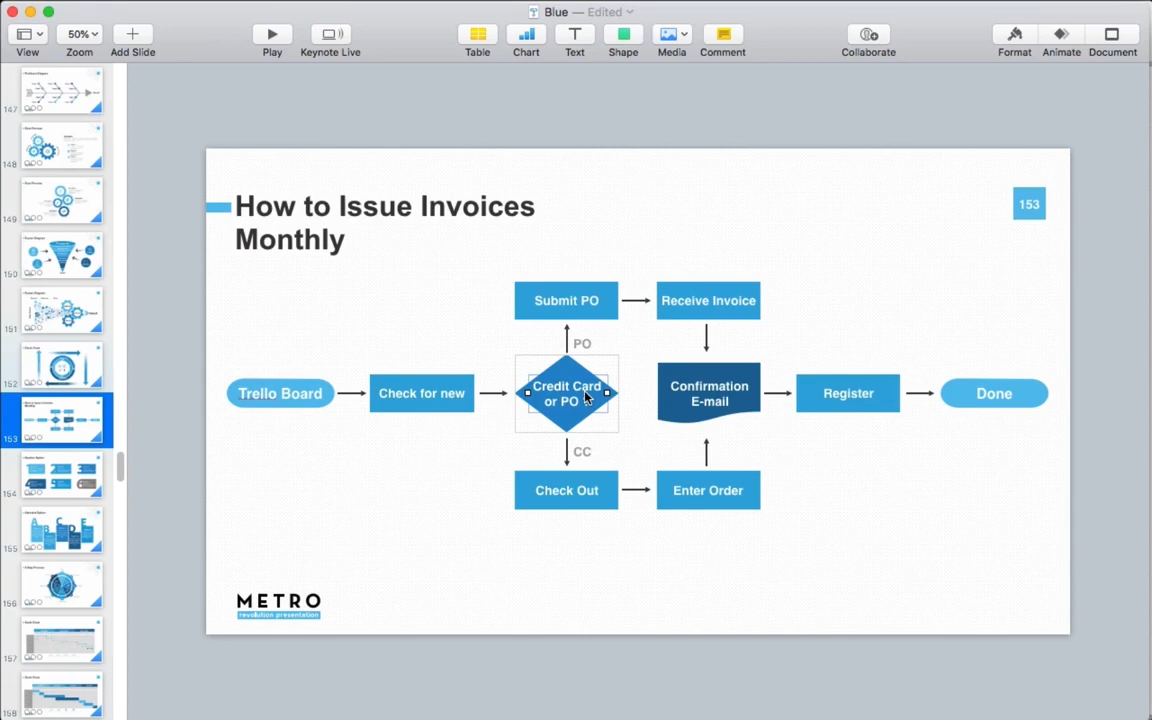 Blue — Edited
50%
View Zoom Add Slide Play Keynote Live Table Chart Text Shape Media Comment Collaborate Format Animate Document
147
148
149
150
151
152
153
154
155
156
157
158
How to Issue Invoices
Monthly
153
Submit PO
Receive Invoice
PO
Trello Board
Check for new
Credit Card
or PO
Confirmation
E-mail
Register
Done
CC
Check Out
Enter Order
METRO
revolution presentation